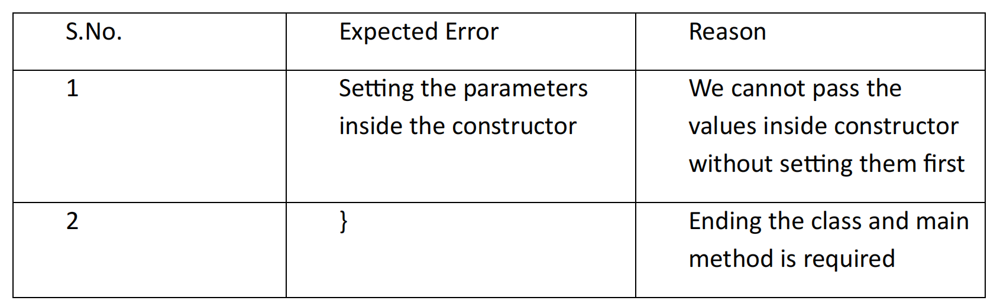 S.No.
Expected Error
Reason
1
Setting the parameters
inside the constructor
We cannot pass the
values inside constructor
without setting them first
2
}
Ending the class and main
method is required